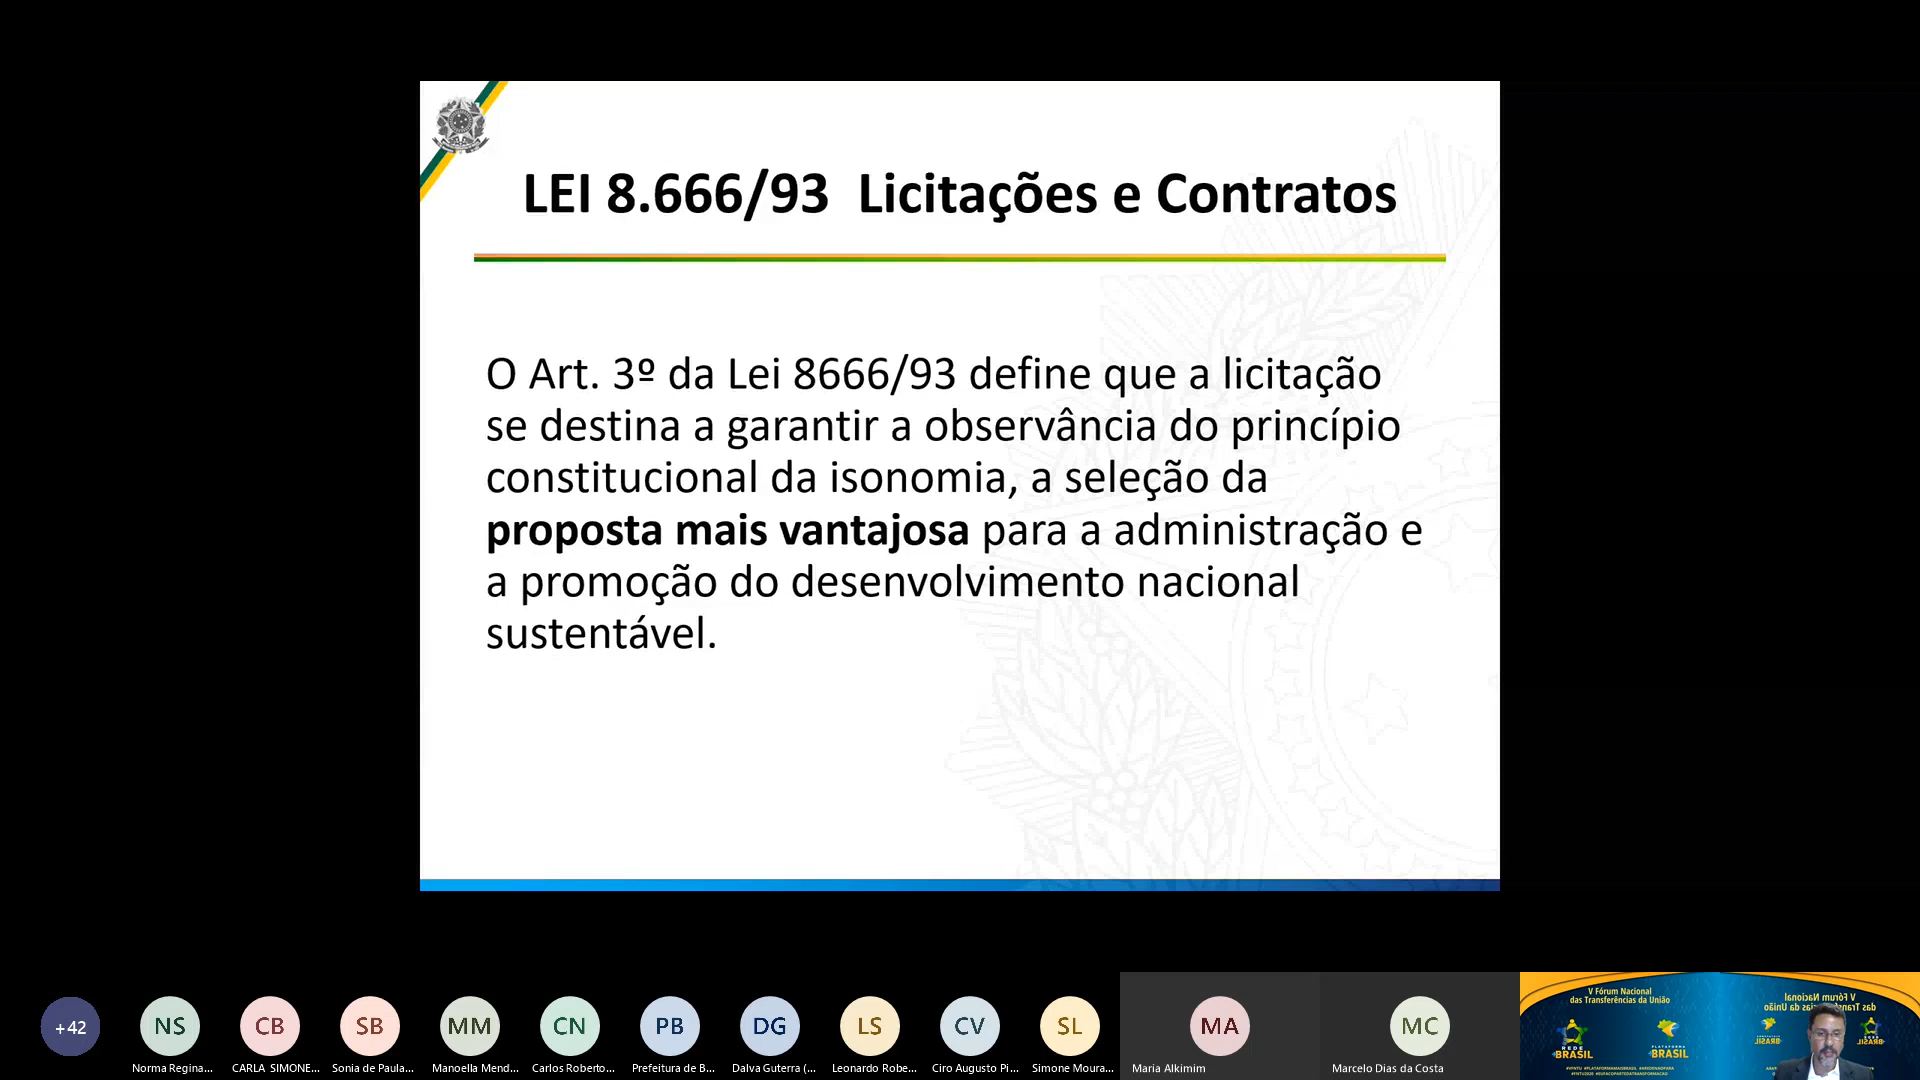 LEI 8.666/93 Licitações e Contratos
O Art. 3º da Lei 8666/93 define que a licitação
se destina a garantir a observância do princípio
constitucional da isonomia, a seleção da
proposta mais vantajosa para a administração e
a promoção do desenvolvimento nacional
sustentável.
+42
NS
CB
SB
MM
CN
PB
DG
LS
CV
SL
MA
MC
Norma Regina...
CARLA SIMONE...
Sonia de Paula...
Manoella Mend...
Carlos Roberto...
Prefeitura de B...
Dalva Guterra (...
Leonardo Robe...
Ciro Augusto Pi...
Simone Moura...
Maria Alkimim
Marcelo Dias da Costa
V Fórum Nacional
das Transferências da União
REDE
+BRASIL
PLATAFORMA
+BRASIL